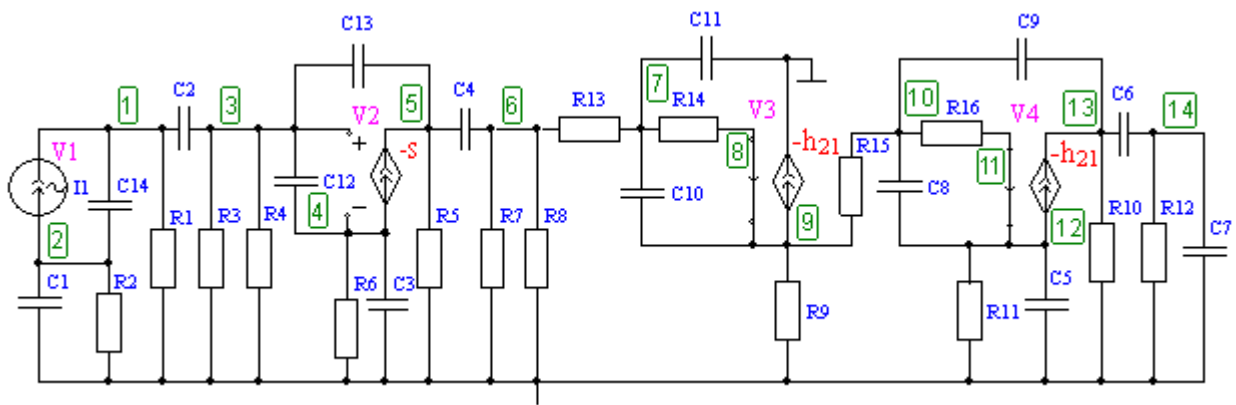 C13
C11
C9
C2
1
3
V2
5
C4
6
R13
7
R14
V3
10
R16
V4
13
C6
14
V1
I1
C14
+
-S
8
-h21
R15
11
-h21
C12
C10
C8
R1
R3
R4
4
−
R5
R7
R8
9
12
R10
R12
C7
2
C1
R2
R6
C3
R9
R11
C5